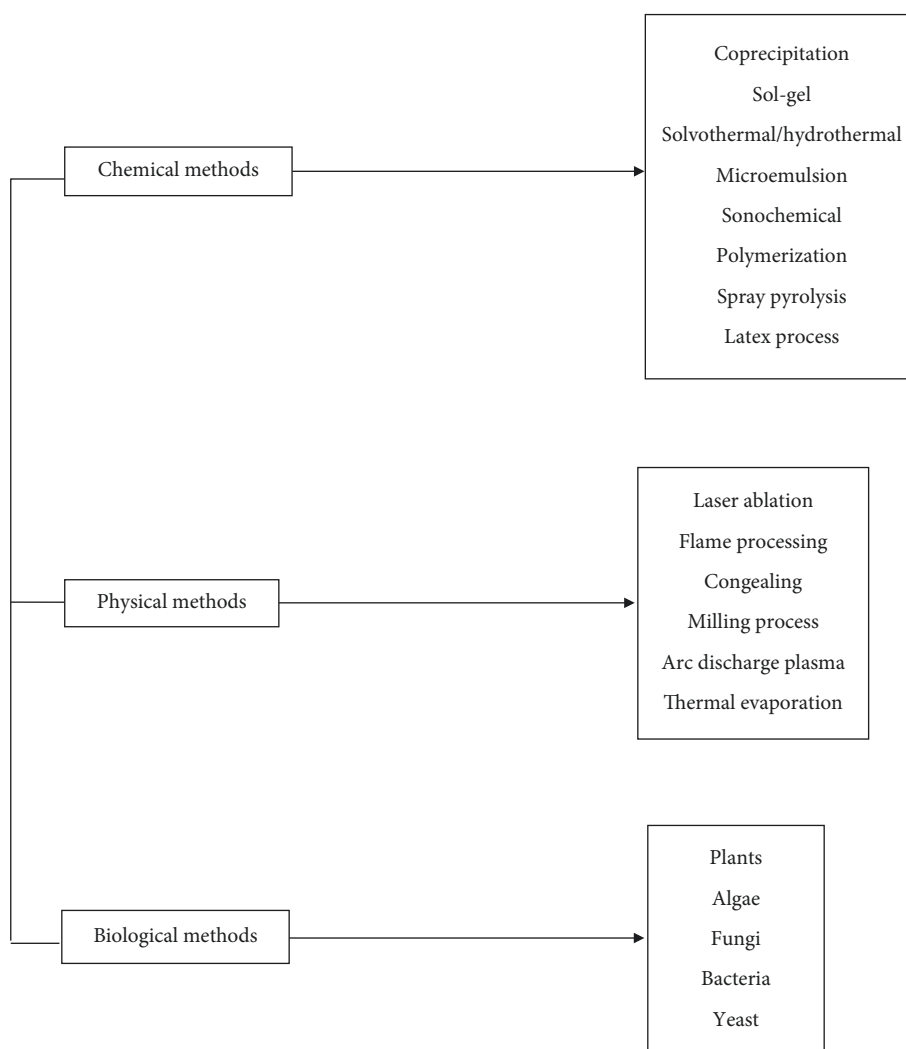 Chemical methods
Coprecipitation
Sol-gel
Solvothermal/hydrothermal
Microemulsion
Sonochemical
Polymerization
Spray pyrolysis
Latex process
Physical methods
Laser ablation
Flame processing
Congealing
Milling process
Arc discharge plasma
Thermal evaporation
Biological methods
Plants
Algae
Fungi
Bacteria
Yeast